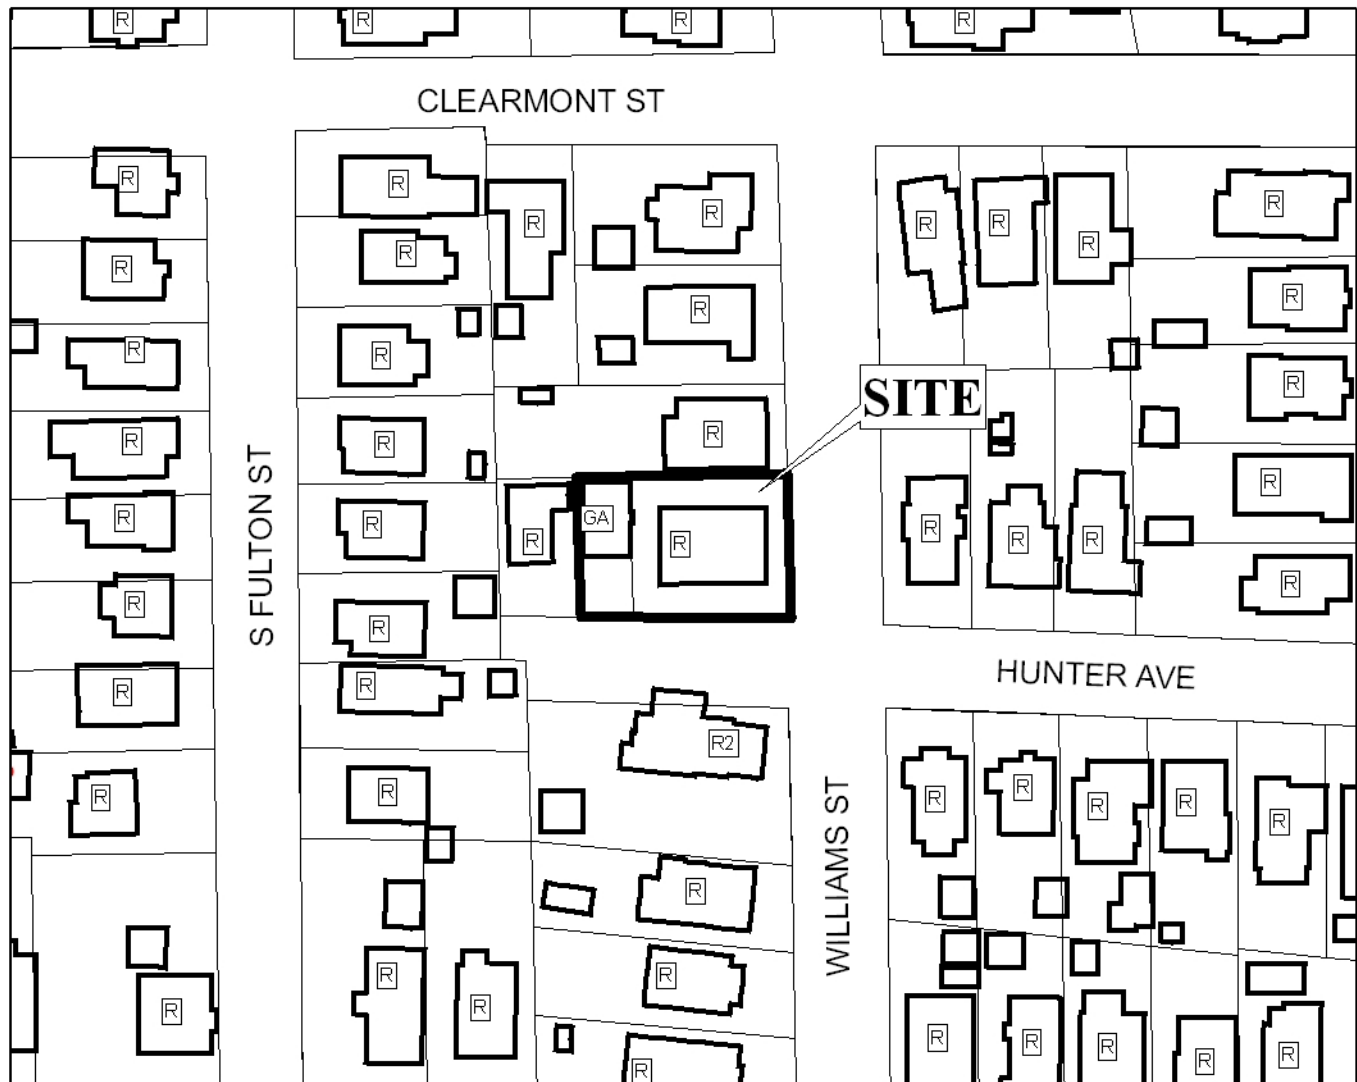 R R R R R
CLEARMONT ST
R R R R R R R R
R R R R
R R
SITE
R R
R R R R
R R R GA R R R R
S FULTON ST
R R R
HUNTER AVE
R R
R2
R R R R R R R
WILLIAMS ST
R
R R R
R R
R R R R R